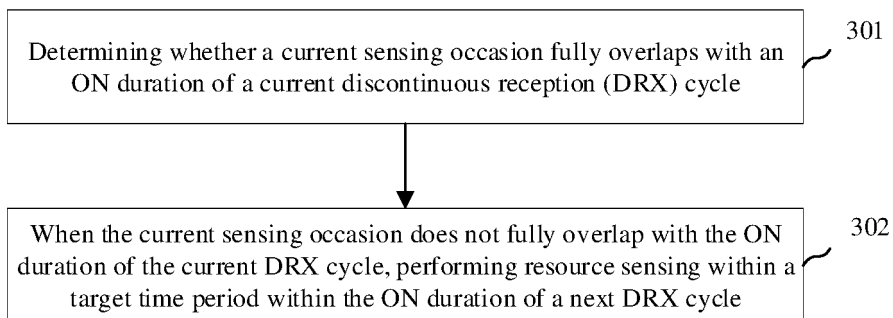 Determining whether a current sensing occasion fully overlaps with an
ON duration of a current discontinuous reception (DRX) cycle
301
When the current sensing occasion does not fully overlap with the ON
duration of the current DRX cycle, performing resource sensing within a
target time period within the ON duration of a next DRX cycle
302